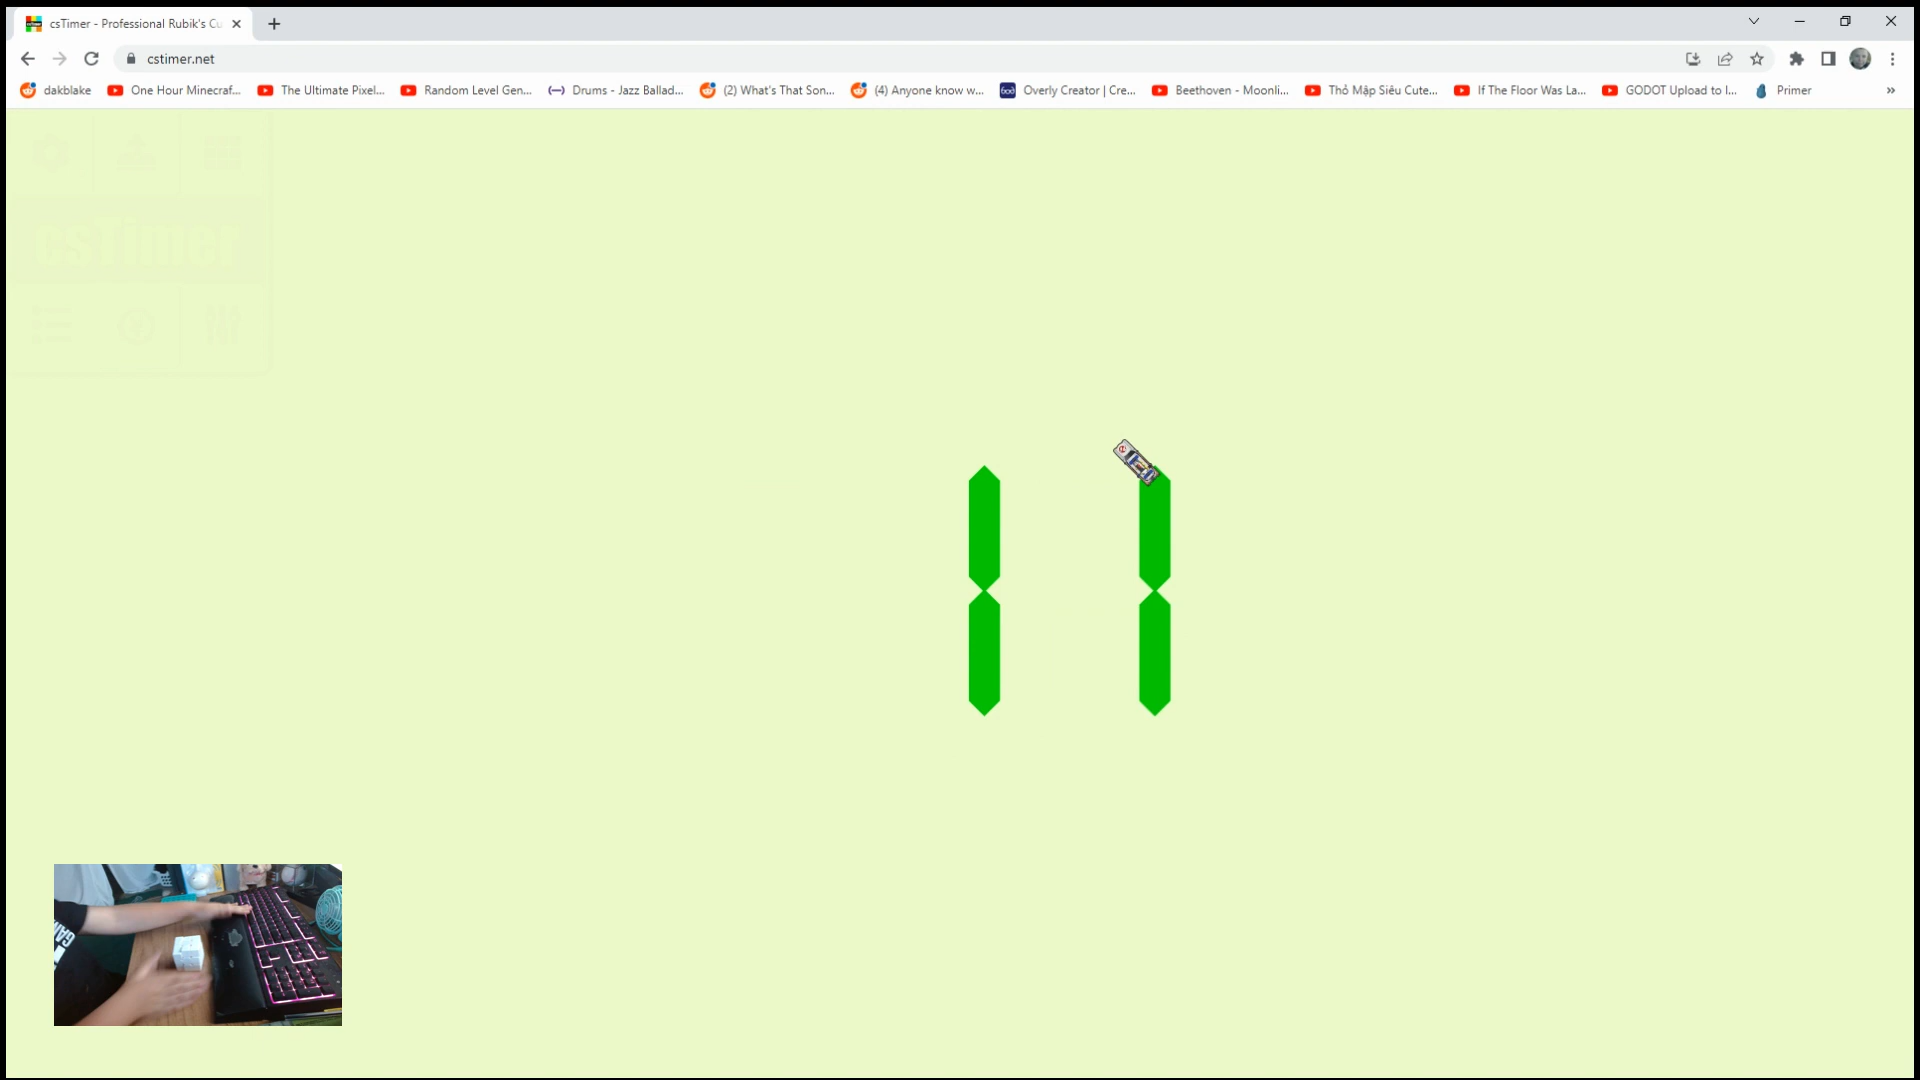 csTimer - Professional Rubik's Cu
cstimer.net
dakblake
One Hour Minecraf...
The Ultimate Pixel...
Random Level Gen...
Drums - Jazz Ballad...
(2) What's That Son...
(4) Anyone know w...
Overly Creator | Cre...
Beethoven - Moonli...
Thỏ Mập Siêu Cute...
If The Floor Was La...
GODOT Upload to I...
Primer
csTimer
11